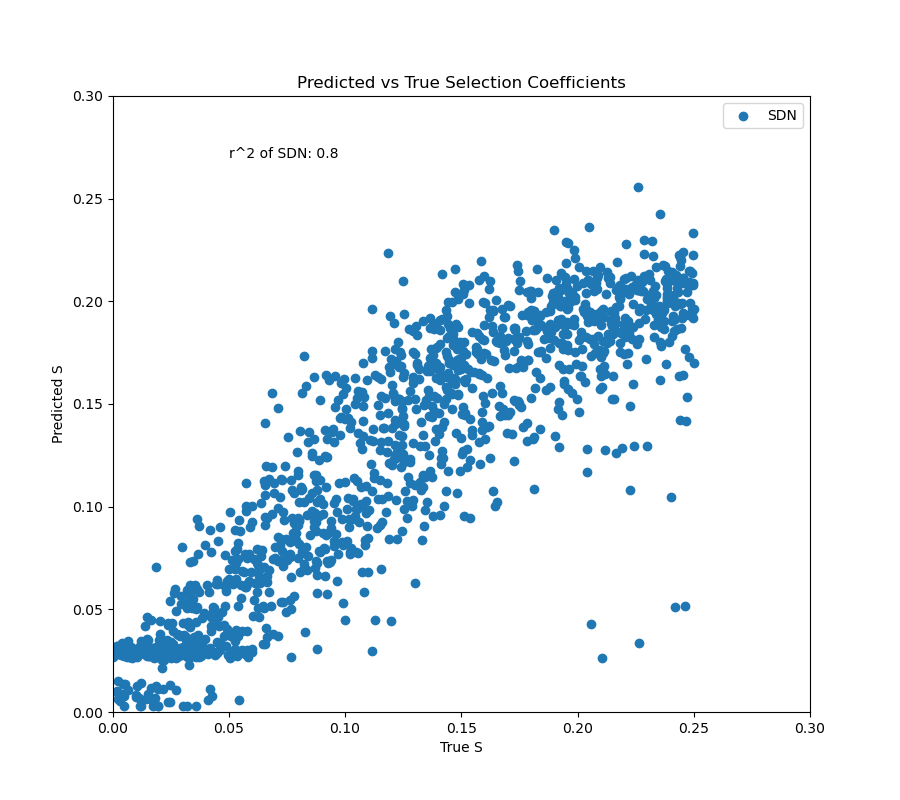 Predicted vs True Selection Coefficients
0.30
SDN
r^2 of SDN: 0.8
0.25
0.20
Predicted S
0.15
0.10
0.05
0.00
0.00 0.05 0.10 0.15 0.20 0.25 0.30
True S